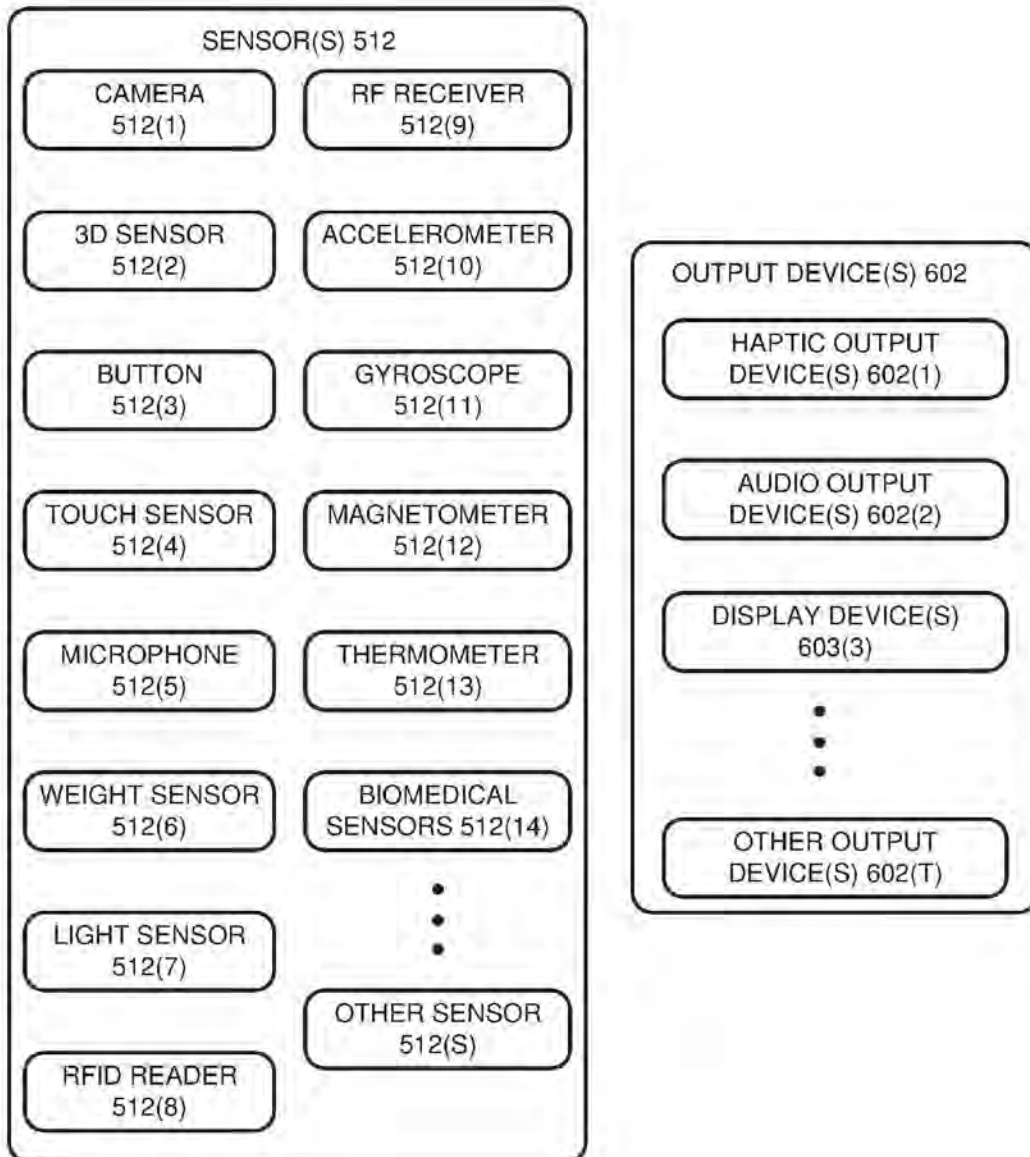 SENSOR(S) 512
CAMERA
512(1)
3D SENSOR
512(2)
BUTTON
512(3)
TOUCH SENSOR
512(4)
MICROPHONE
512(5)
WEIGHT SENSOR
512(6)
LIGHT SENSOR
512(7)
RFID READER
512(8)
RF RECEIVER
512(9)
ACCELEROMETER
512(10)
GYROSCOPE
512(11)
MAGNETOMETER
512(12)
THERMOMETER
512(13)
BIOMEDICAL
SENSORS 512(14)
OTHER SENSOR
512(S)
OUTPUT DEVICE(S) 602
HAPTIC OUTPUT
DEVICE(S) 602(1)
AUDIO OUTPUT
DEVICE(S) 602(2)
DISPLAY DEVICE(S)
603(3)
OTHER OUTPUT
DEVICE(S) 602(T)